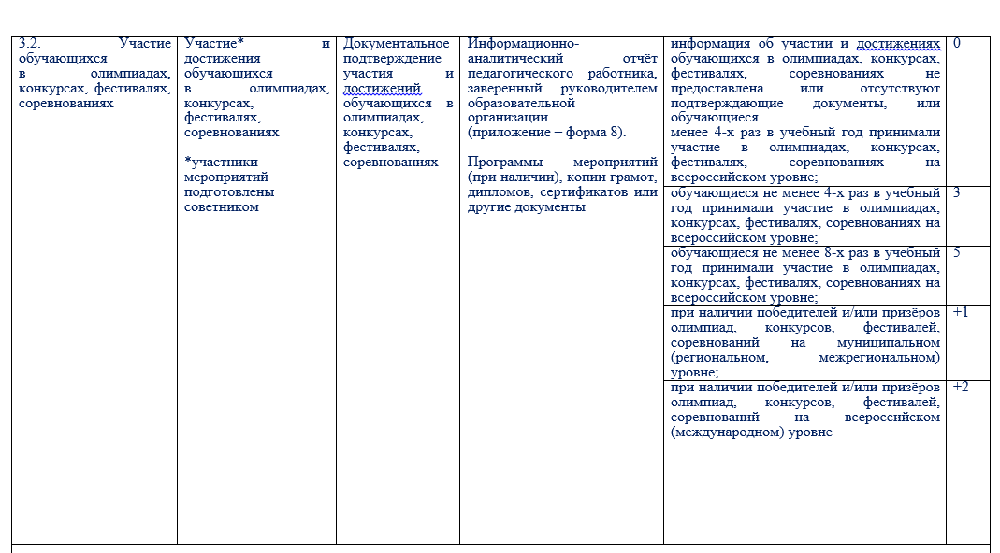 3.2. Участие
обучающихся
в олимпиадах,
конкурсах, фестивалях,
соревнованиях
Участие* и
достижения
обучающихся
в олимпиадах,
конкурсах,
фестивалях,
соревнованиях
*участники
мероприятий
подготовлены
советником
Документальное
подтверждение
участия и
достижений
обучающихся в
олимпиадах,
конкурсах,
фестивалях,
соревнованиях
Информационно-
аналитический отчёт
педагогического работника,
заверенный руководителем
образовательной
организации
(приложение – форма 8).
Программы мероприятий
(при наличии), копии грамот,
дипломов, сертификатов или
другие документы
информация об участии и достижениях
обучающихся в олимпиадах, конкурсах,
фестивалях, соревнованиях не
предоставлена или отсутствуют
подтверждающие документы, или
обучающиеся
менее 4-х раз в учебный год принимали
участие в олимпиадах, конкурсах,
фестивалях, соревнованиях на
всероссийском уровне;
0
обучающиеся не менее 4-х раз в учебный
год принимали участие в олимпиадах,
конкурсах, фестивалях, соревнованиях на
всероссийском уровне;
3
обучающиеся не менее 8-х раз в учебный
год принимали участие в олимпиадах,
конкурсах, фестивалях, соревнованиях на
всероссийском уровне;
5
при наличии победителей и/или призёров
олимпиад, конкурсов, фестивалей,
соревнований на муниципальном
(региональном, межрегиональном)
уровне;
+1
при наличии победителей и/или призёров
олимпиад, конкурсов, фестивалей,
соревнований на всероссийском
(международном) уровне
+2